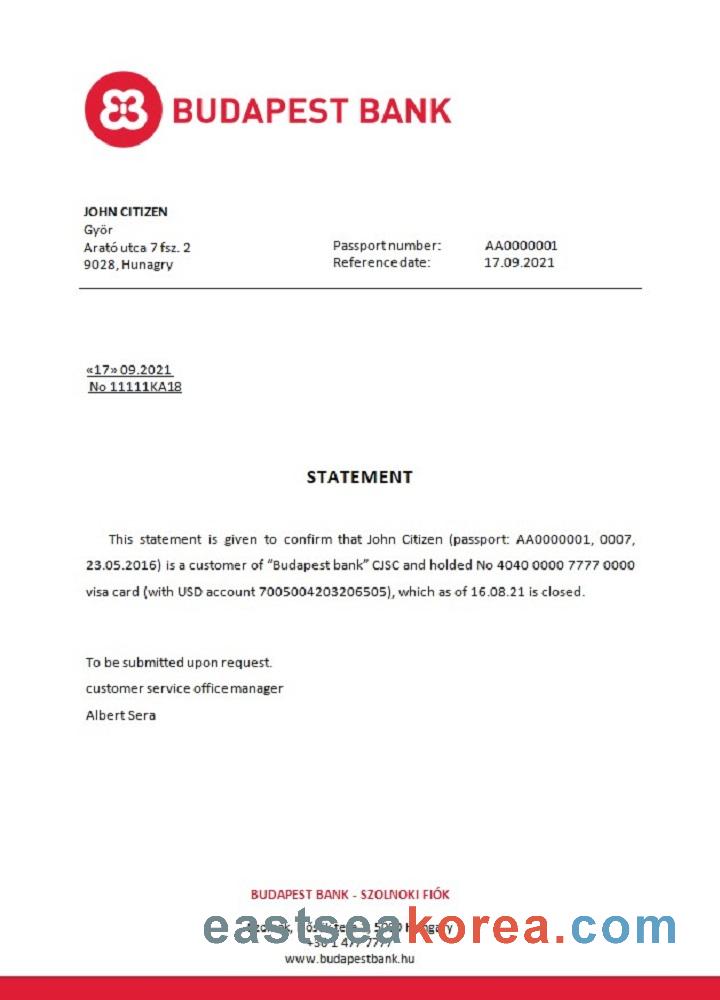 BUDAPEST BANK
JOHN CITIZEN
Györ
Arató utca 7 fsz. 2
9028, Hunagry
Passport number: AA0000001
Reference date: 17.09.2021
«17» 09.2021
No 11111KA18
STATEMENT
This statement is given to confirm that John Citizen (passport: AA0000001, 0007,
23.05.2016) is a customer of “Budapest bank” CJSC and holded No 4040 0000 7777 0000
visa card (with USD account 7005004203206505), which as of 16.08.21 is closed.
To be submitted upon request.
customer service office manager
Albert Sera
BUDAPEST BANK - SZOLNOKI FIÓK
eastseakorea.com
+36 1 477 7777
www.budapestbank.hu